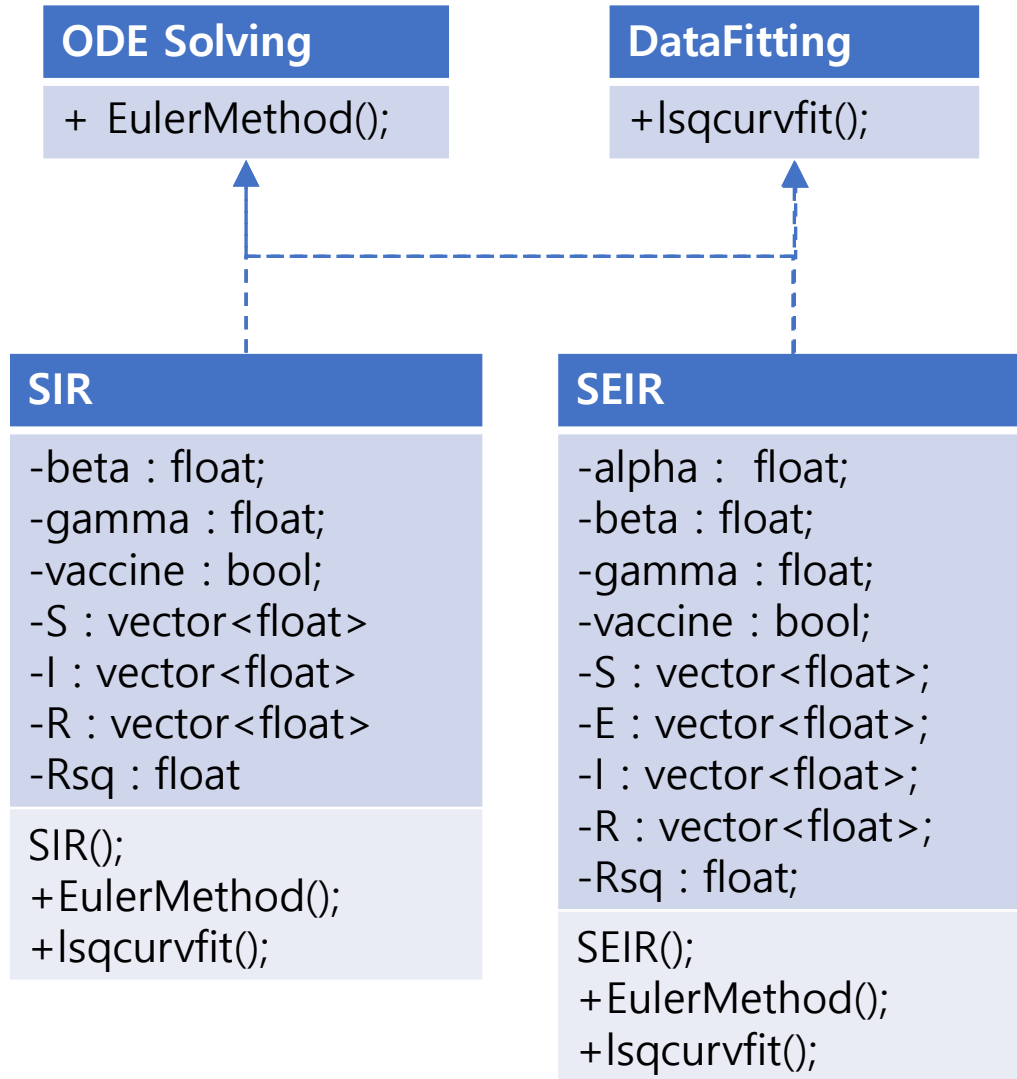 ODE Solving
+ EulerMethod();
DataFitting
+lsqcurvfit();
SIR
-beta : float;
-gamma : float;
-vaccine : bool;
-S : vector<float>
-I : vector<float>
-R : vector<float>
-Rsq : float
SIR();
+EulerMethod();
+lsqcurvfit();
SEIR
-alpha :  float;
-beta : float;
-gamma : float;
-vaccine : bool;
-S : vector<float>;
-E : vector<float>;
-I : vector<float>;
-R : vector<float>;
-Rsq : float;
SEIR();
+EulerMethod();
+lsqcurvfit();